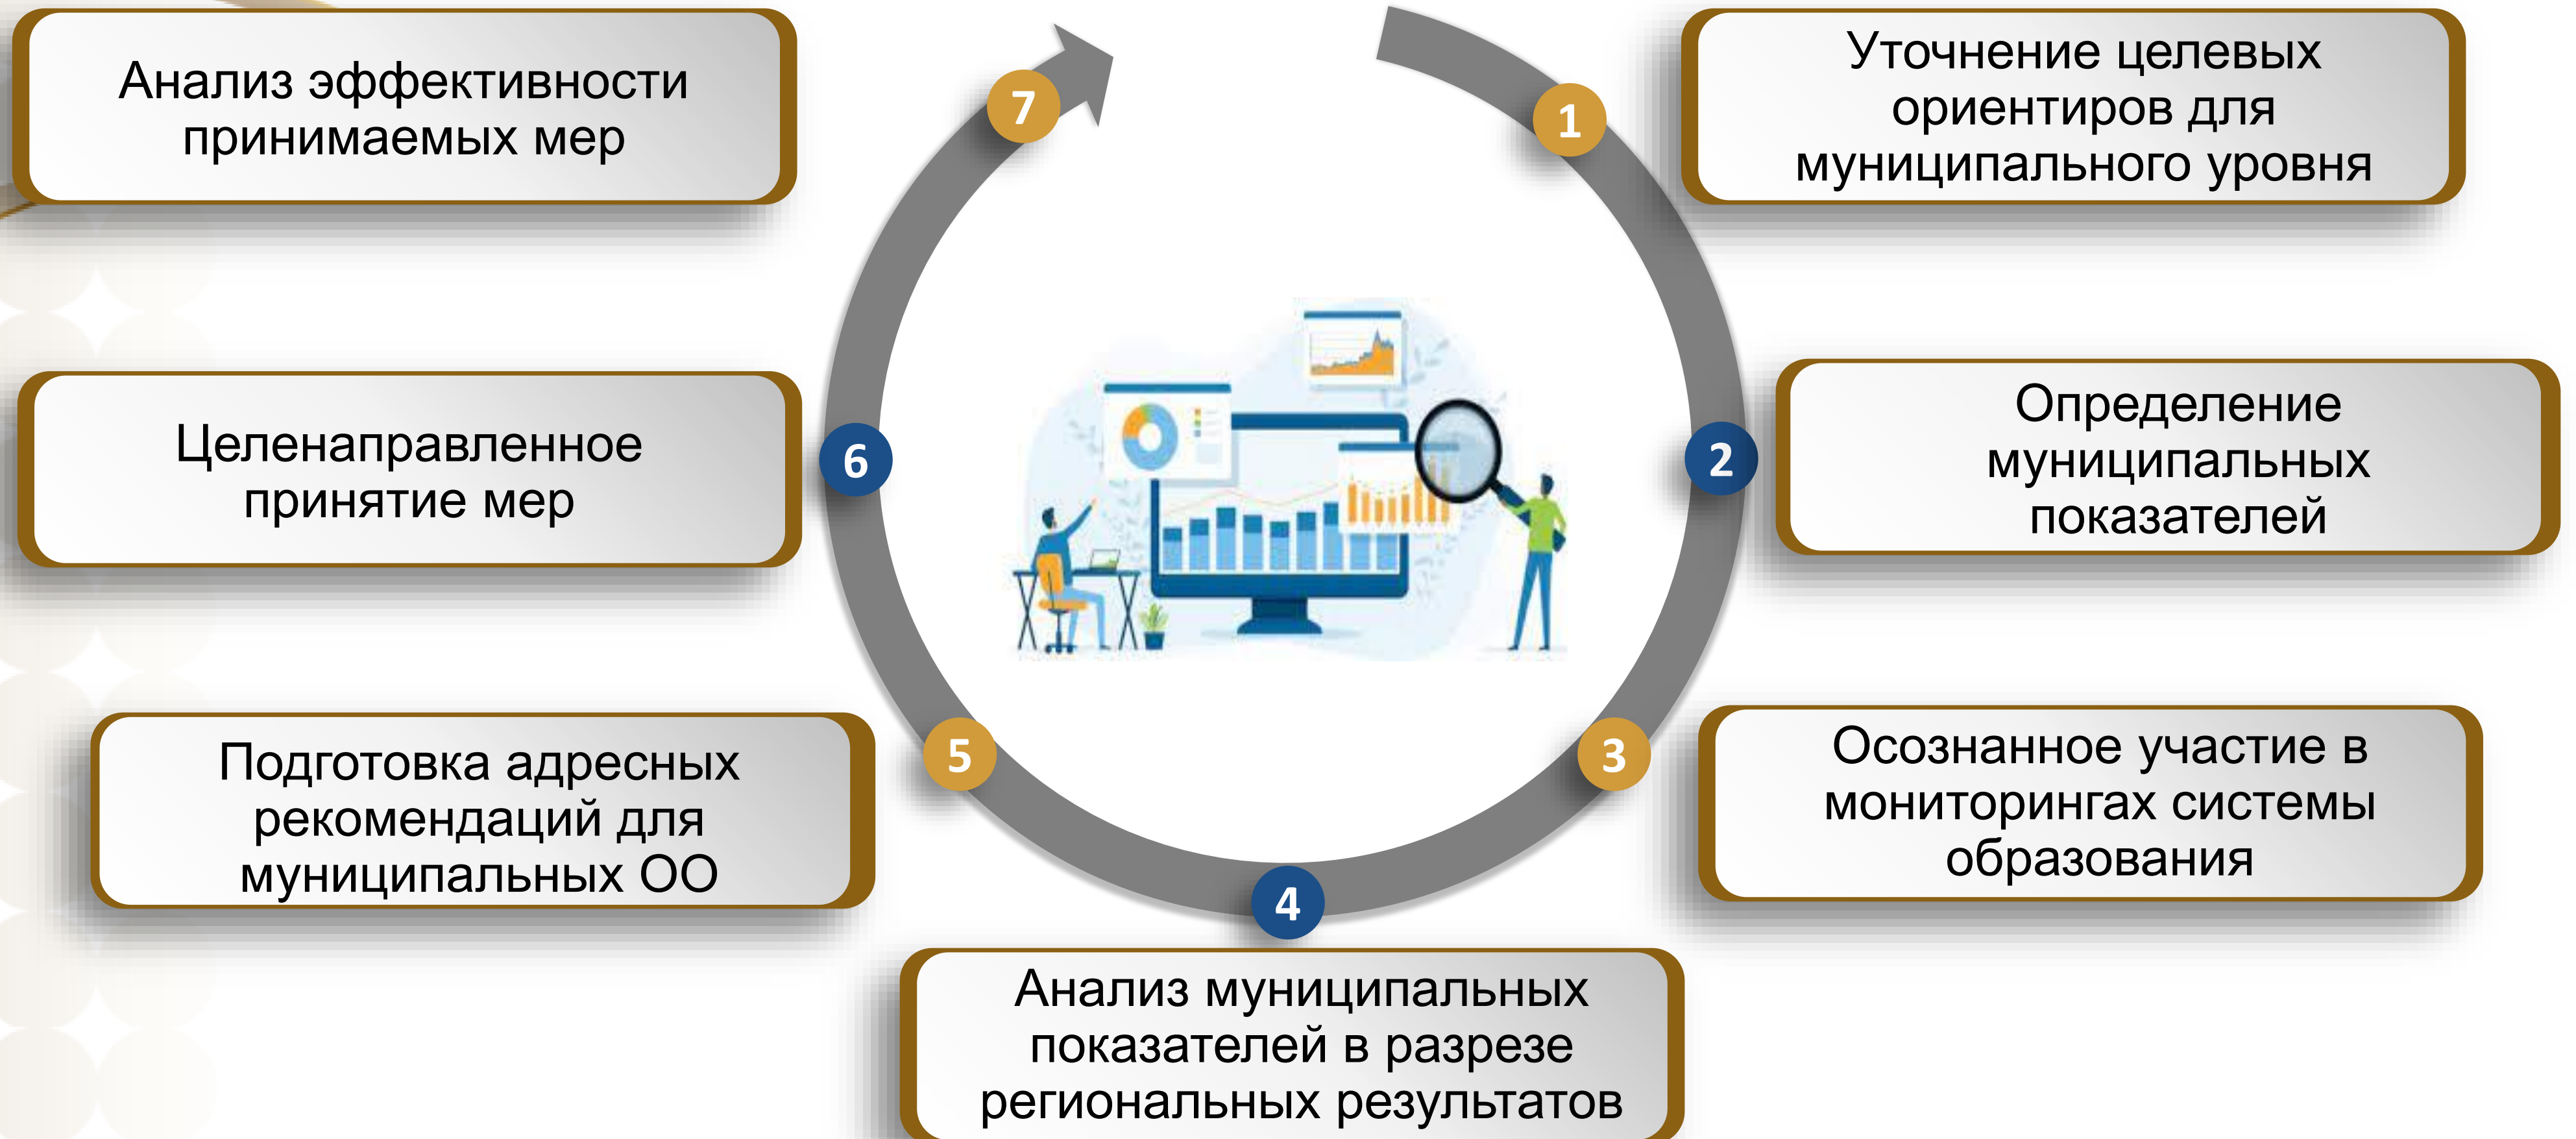 1
Уточнение целевых
ориентиров для
муниципального уровня
2
Определение
муниципальных
показателей
3
Осознанное участие в
мониторингах системы
образования
4
Анализ муниципальных
показателей в разрезе
региональных результатов
5
Подготовка адресных
рекомендаций для
муниципальных ОО
6
Целенаправленное
принятие мер
7
Анализ эффективности
принимаемых мер